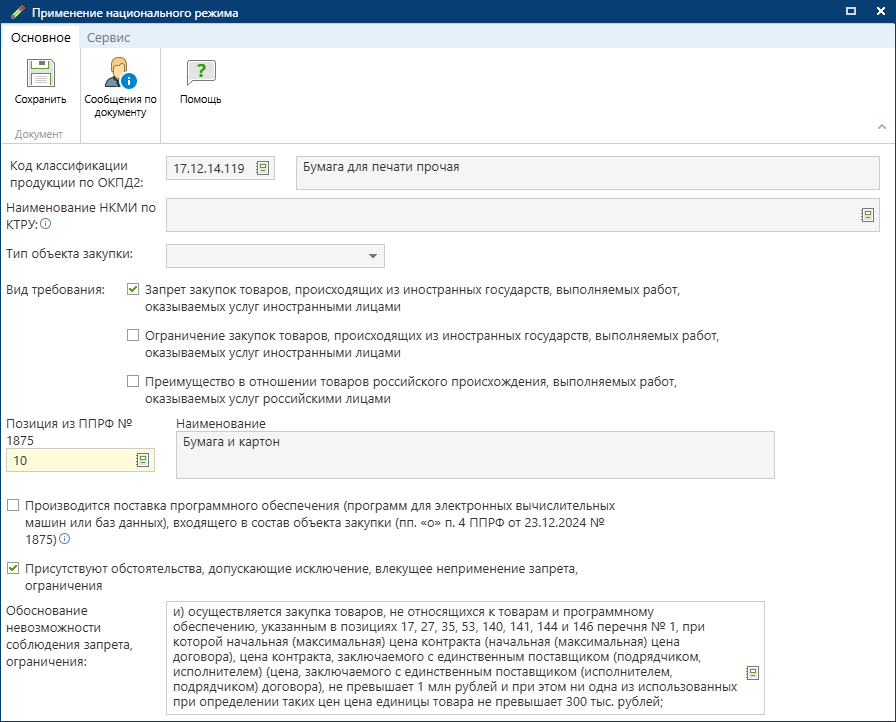 Применение национального режима
Основное Сервис
Сохранить
Сообщения по
документу
Помощь
Документ
Код классификации
продукции по ОКПД2:
17.12.14.119
Бумага для печати прочая
Наименование НКМИ по
КТРУ:
Тип объекта закупки:
Вид требования:
Запрет закупок товаров, происходящих из иностранных государств, выполняемых работ,
оказываемых услуг иностранными лицами
Ограничение закупок товаров, происходящих из иностранных государств, выполняемых работ,
оказываемых услуг иностранными лицами
Преимущество в отношении товаров российского происхождения, выполняемых работ,
оказываемых услуг российскими лицами
Позиция из ППРФ №
1875
10
Наименование
Бумага и картон
Производится поставка программного обеспечения (программ для электронных вычислительных
машин или баз данных), входящего в состав объекта закупки (пп. «о» п. 4 ППРФ от 23.12.2024 №
1875)
Присутствуют обстоятельства, допускающие исключение, влекущее неприменение запрета,
ограничения
Обоснование
невозможности
соблюдения запрета,
ограничения:
и) осуществляется закупка товаров, не относящихся к товарам и программному
обеспечению, указанным в позициях 17, 27, 35, 53, 140, 141, 144 и 146 перечня № 1, при
которой начальная (максимальная) цена контракта (начальная (максимальная) цена
договора), цена контракта, заключаемого с единственным поставщиком (подрядчиком,
исполнителем) (цена, заключаемого с единственным поставщиком (исполнителем,
подрядчиком) договора), не превышает 1 млн рублей и при этом ни одна из использованных
при определении таких цен цена единицы товара не превышает 300 тыс. рублей;